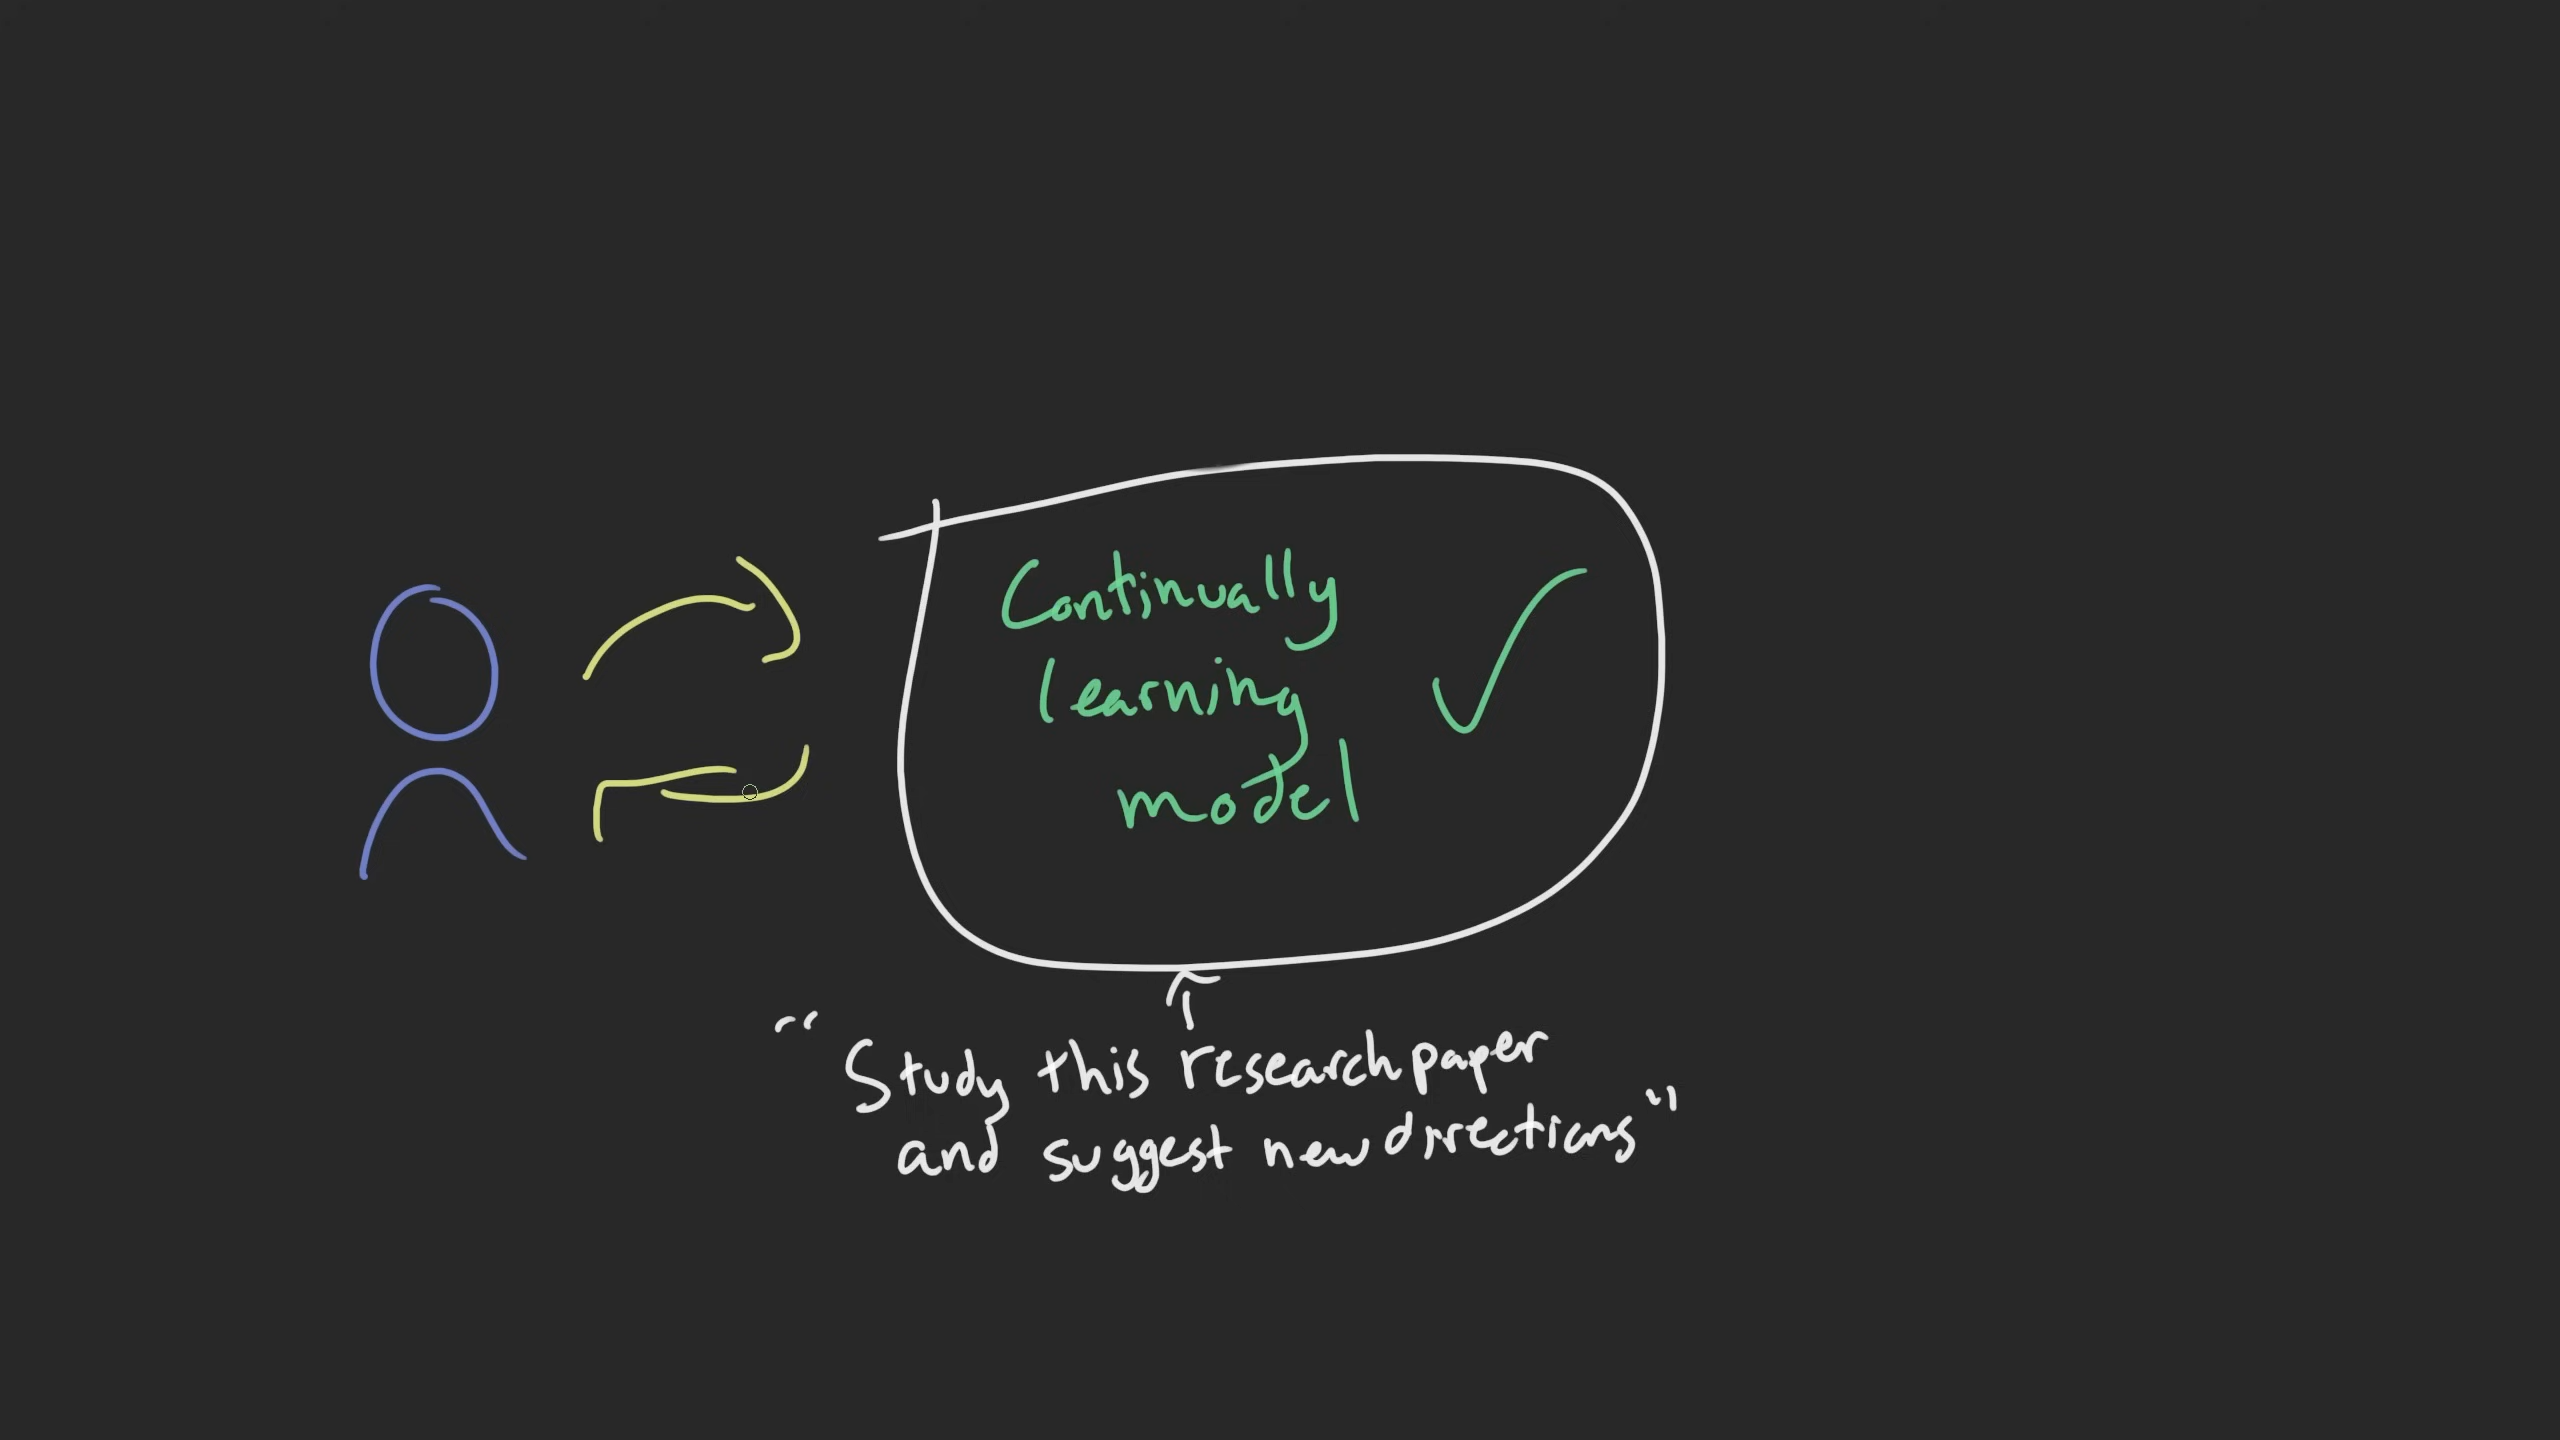 Continually
learning
model
"Study this research paper
and suggest new directions"